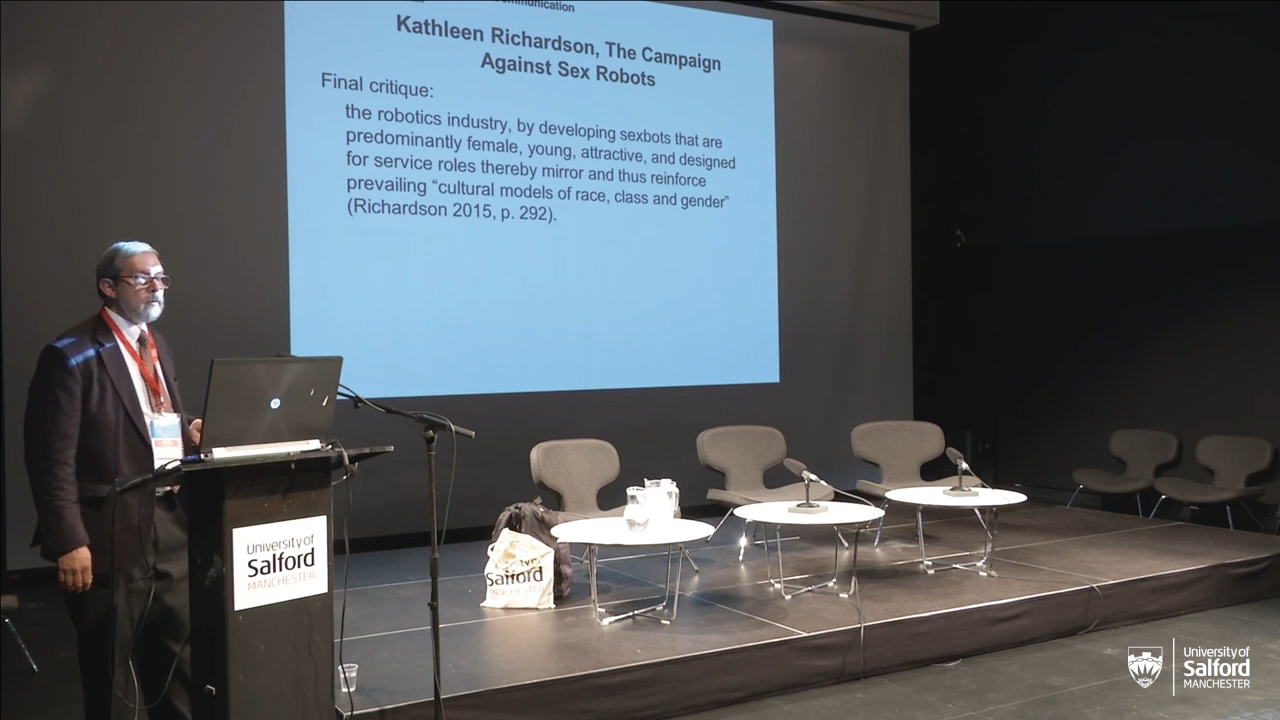 Kathleen Richardson, The Campaign
Against Sex Robots
Final critique:
the robotics industry, by developing sexbots that are
predominantly female, young, attractive, and designed
for service roles thereby mirror and thus reinforce
prevailing “cultural models of race, class and gender”
(Richardson 2015, p. 292).
University of
Salford
MANCHESTER
Salford
MANCHESTER
University of
Salford
MANCHESTER